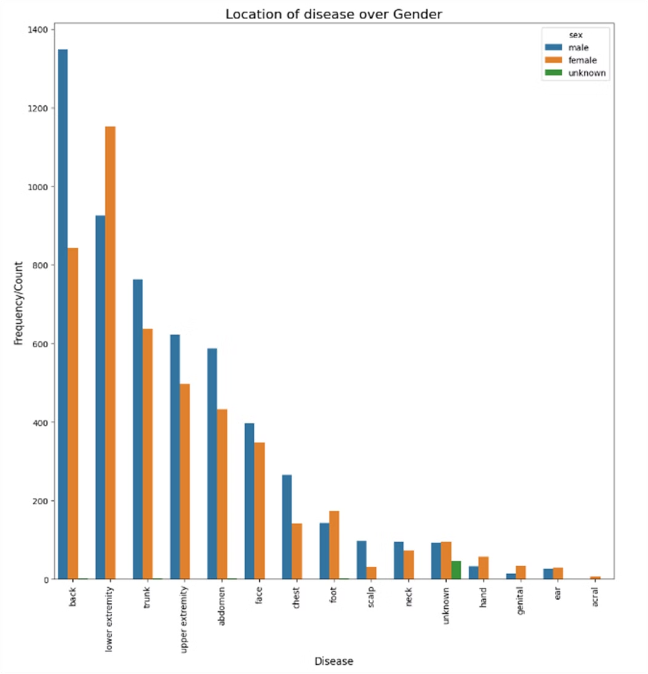 Location of disease over Gender
sex
male
female
unknown
1400
1200
1000
800
600
400
200
0
Frequency/Count
back
lower extremity
trunk
upper extremity
abdomen
face
chest
foot
scalp
neck
unknown
hand
genital
ear
acral
Disease